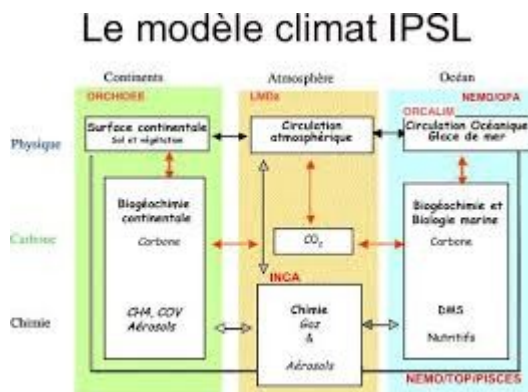 Le modèle climat IPSL
Continents
Atmosphère
Océan
ORCHIDEE
LMDz
NEMO/OPA
ORCALIM
Physique
Surface continentale
Sol et végétation
Circulation
atmosphérique
Circulation Océanique
Glace de mer
Carbone
Biogéochimie
continentale
Carbone
CO₂
Biogéochimie et
Biologie marine
Carbone
INCA
Chimie
CH4, COV
Aérosols
Chimie
Gaz
&
Aérosols
DMS
Nutritifs
NEMO/TOP/PISCES